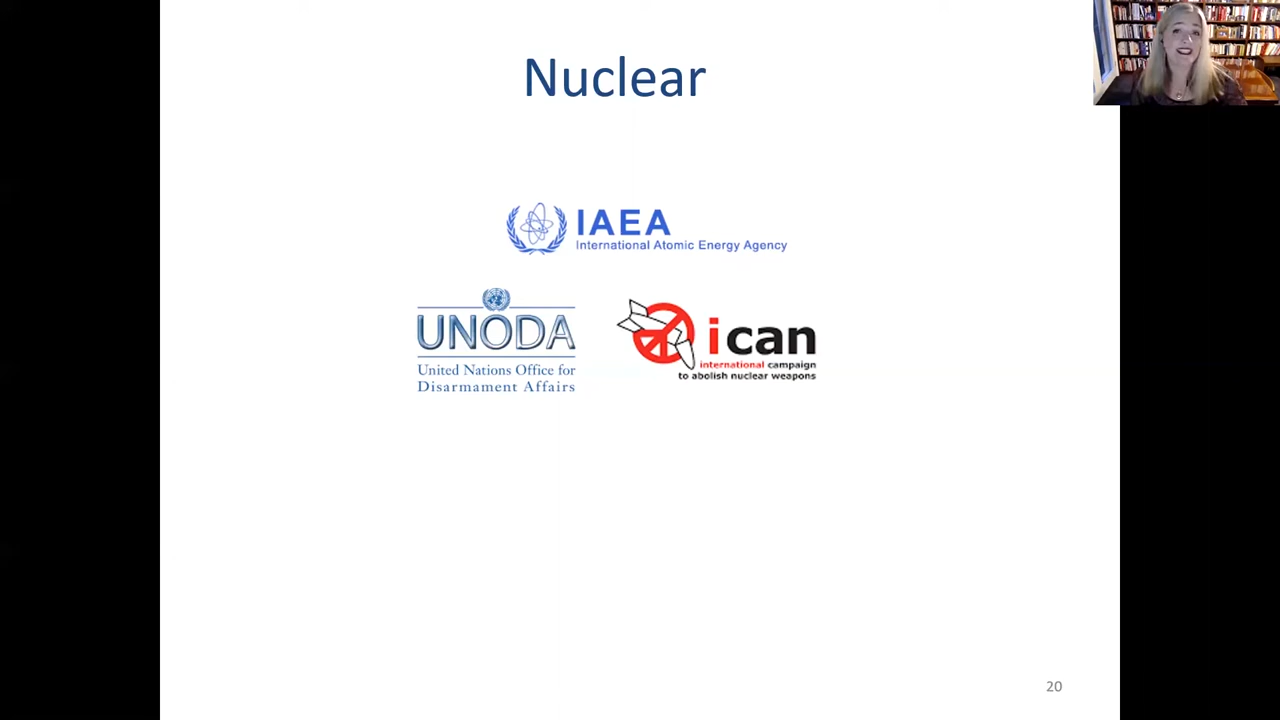 Nuclear
IAEA
International Atomic Energy Agency
UNODA
United Nations Office for
Disarmament Affairs
ican
international campaign
to abolish nuclear weapons
20